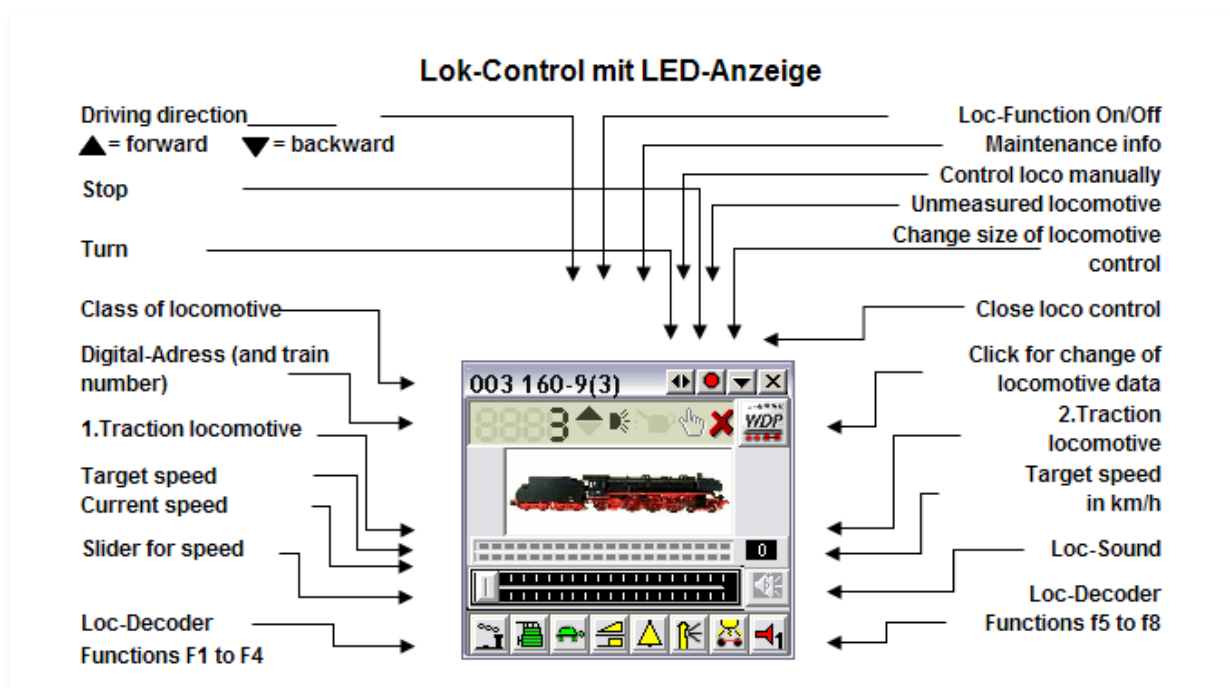 Lok-Control mit LED-Anzeige
Driving direction_______
▲= forward ▼= backward
Stop
Turn
Class of locomotive
Digital-Adress (and train
number)
1.Traction locomotive
Target speed
Current speed
Slider for speed
Loc-Decoder
Functions F1 to F4
Loc-Function On/Off
Maintenance info
Control loco manually
Unmeasured locomotive
Change size of locomotive
control
Close loco control
Click for change of
locomotive data
2.Traction
locomotive
Target speed
in km/h
Loc-Sound
Loc-Decoder
Functions f5 to f8
003 160-9(3)
3
WDP
0
1